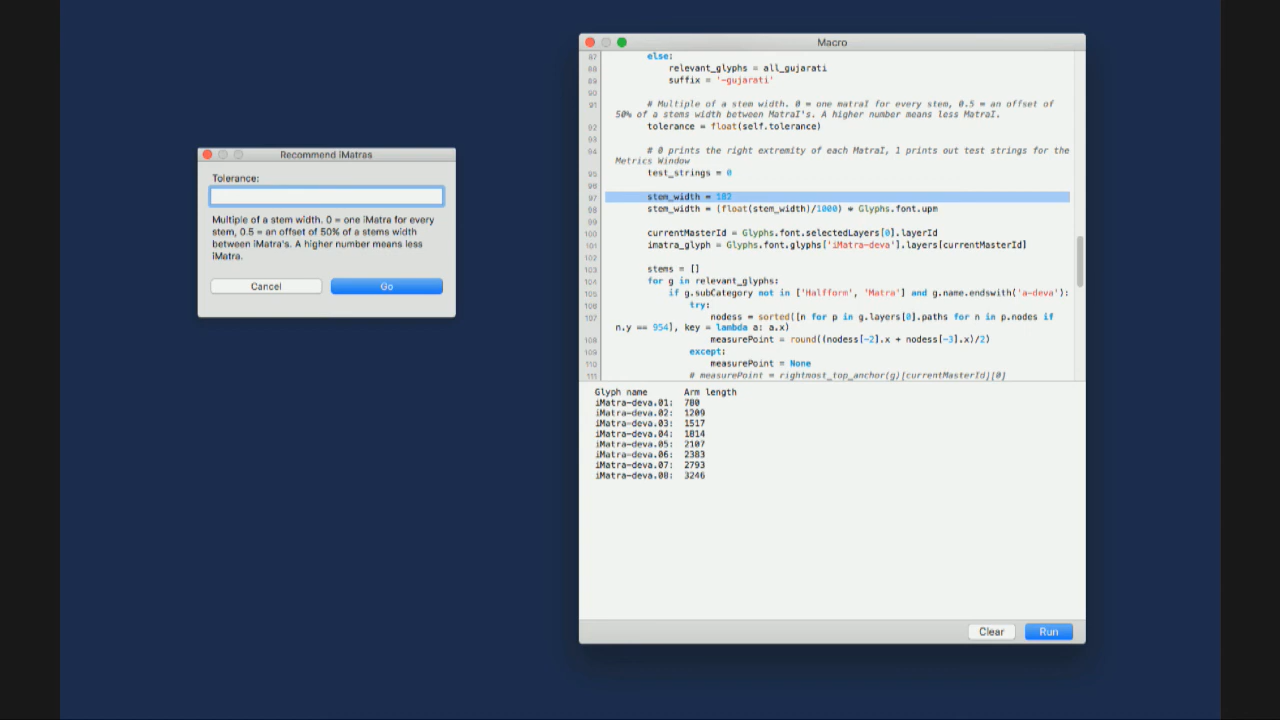 Recommend iMatras
Tolerance:
Multiple of a stem width. 0 = one iMatra for every
stem, 0.5 = an offset of 50% of a stems width
between iMatra's. A higher number means less
iMatra.
Cancel
Go
Macro
87 else:
88 relevant_glyphs = all_gujarati
89 suffix = '-gujarati'
90
91 # Multiple of a stem width. 0 = one matraI for every stem, 0.5 = an offset of
50% of a stems width between MatraI's. A higher number means less MatraI.
92 tolerance = float(self.tolerance)
93
94 # 0 prints the right extremity of each MatraI, 1 prints out test strings for the
Metrics Window
95 test_strings = 0
96
97 stem_width = 182
98 stem_width = (float(stem_width)/1000) * Glyphs.font.upm
99
100 currentMasterId = Glyphs.font.selectedLayers[0].layerId
101 imatra_glyph = Glyphs.font.glyphs['iMatra-deva'].layers[currentMasterId]
102
103 stems = []
104 for g in relevant_glyphs:
105 if g.subCategory not in ['Halfform', 'Matra'] and g.name.endswith('a-deva'):
106 try:
107 nodess = sorted([n for p in g.layers[0].paths for n in p.nodes if
n.y == 954], key = lambda a: a.x)
108 measurePoint = round((nodess[-2].x + nodess[-3].x)/2)
109 except:
110 measurePoint = None
111 # measurePoint = rightmost_top_anchor(g)[currentMasterId][0]
Glyph name Arm length
iMatra-deva.01: 780
iMatra-deva.02: 1209
iMatra-deva.03: 1517
iMatra-deva.04: 1814
iMatra-deva.05: 2107
iMatra-deva.06: 2383
iMatra-deva.07: 2793
iMatra-deva.08: 3246
Clear
Run